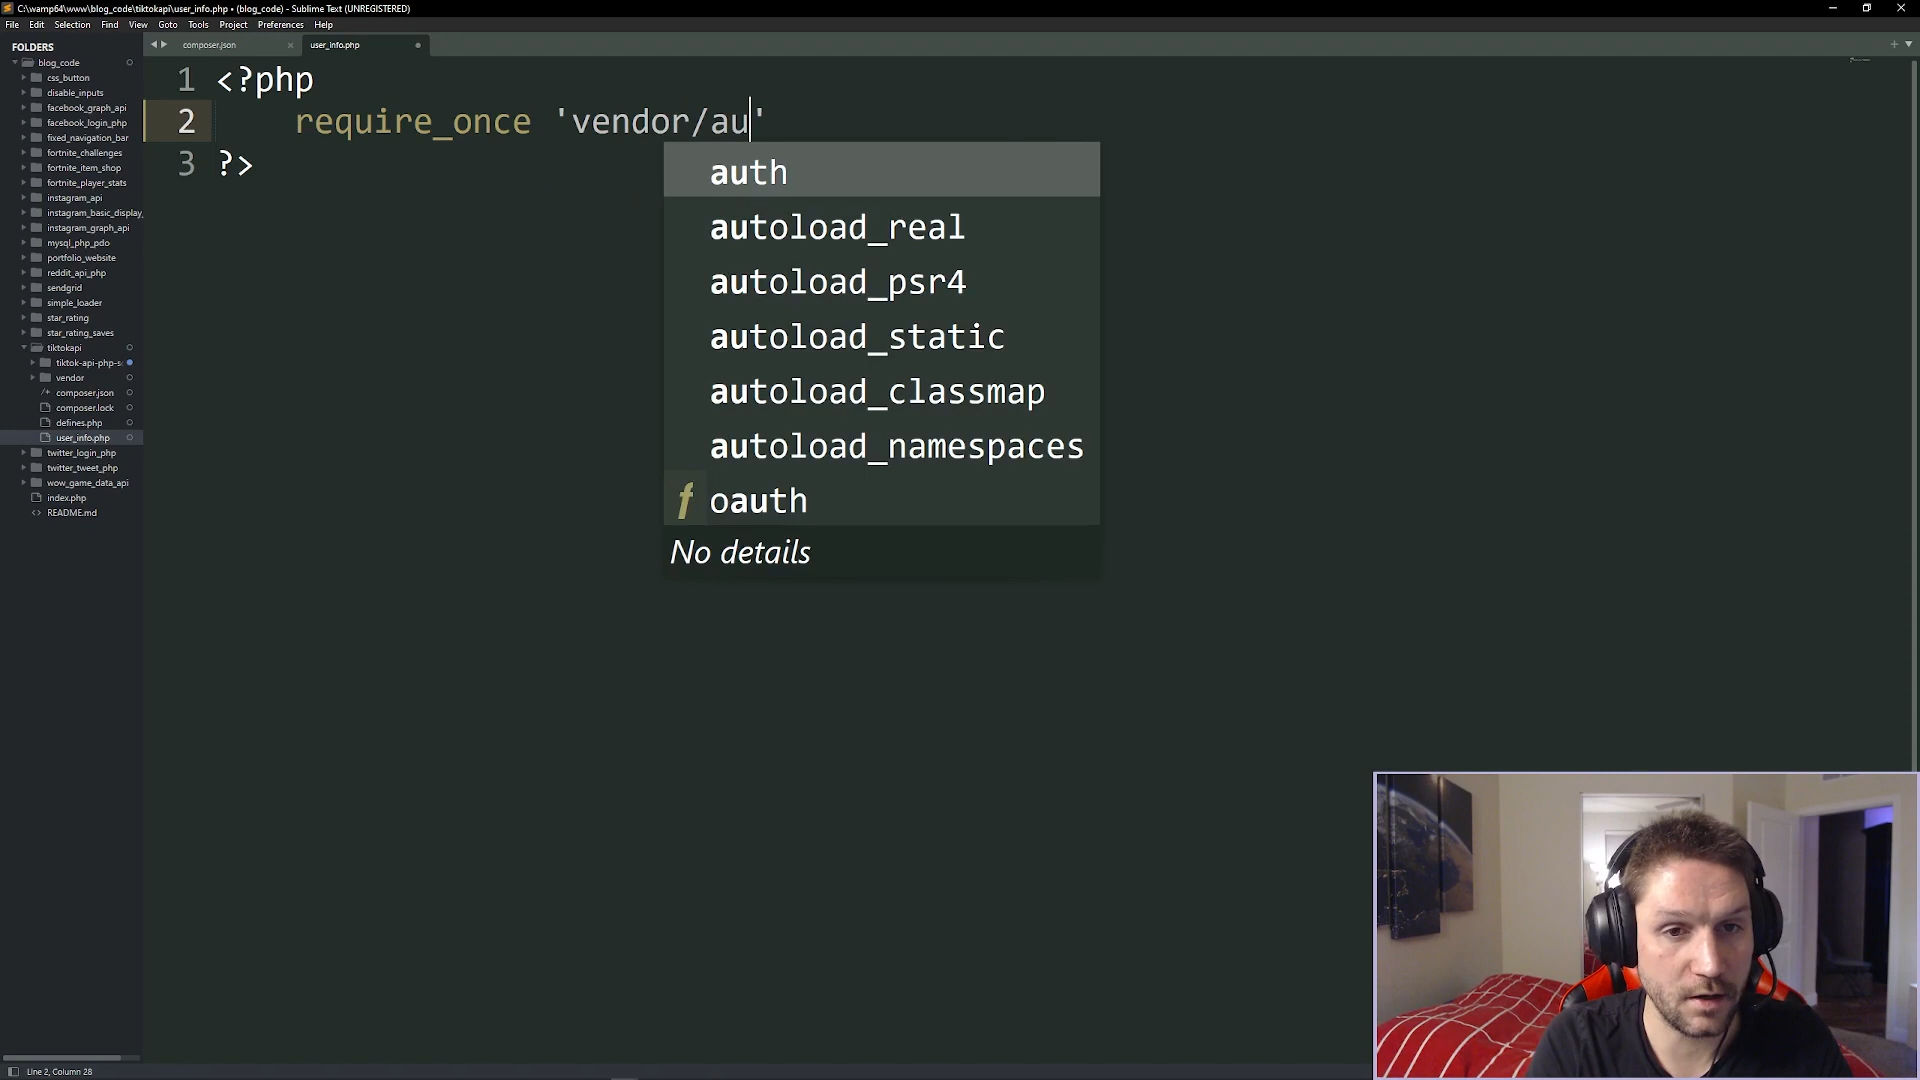 C:\wamp64\www\blog_code\tiktokapi\user_info.php • (blog_code) - Sublime Text (UNREGISTERED)
File Edit Selection Find View Goto Tools Project Preferences Help
FOLDERS
blog_code
css_button
disable_inputs
facebook_graph_api
facebook_login_php
fixed_navigation_bar
fortnite_challenges
fortnite_item_shop
fortnite_player_stats
instagram_api
instagram_basic_display_
instagram_graph_api
mysql_php_pdo
portfolio_website
reddit_api_php
sendgrid
simple_loader
star_rating
star_rating_saves
tiktokapi
tiktok-api-php-s
vendor
composer.json
composer.lock
defines.php
user_info.php
twitter_login_php
twitter_tweet_php
wow_game_data_api
index.php
README.md
composer.json
user_info.php
1 <?php
2 require_once 'vendor/au'
3 ?>
auth
autoload_real
autoload_psr4
autoload_static
autoload_classmap
autoload_namespaces
f oauth
No details
Line 2, Column 28